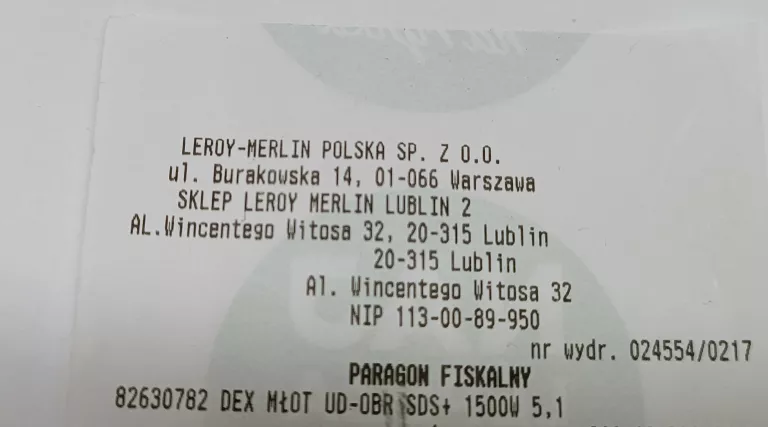 LEROY-MERLIN POLSKA SP. Z O.O.
ul. Burakowska 14, 01-066 Warszawa
SKLEP LEROY MERLIN LUBLIN 2
AL.Wincentego Witosa 32, 20-315 Lublin
20-315 Lublin
Al. Wincentego Witosa 32
NIP 113-00-89-950
nr wydr. 024554/0217
PARAGON FISKALNY
82630782 DEX MŁOT UD-OBR SDS+ 1500W 5,1